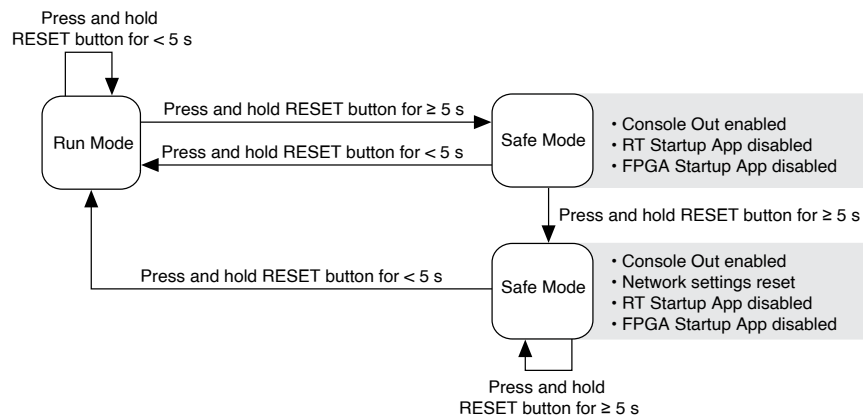 Press and hold
RESET button for < 5 s
Press and hold RESET button for ≥ 5 s
Run Mode
Safe Mode
Press and hold RESET button for < 5 s
• Console Out enabled
• RT Startup App disabled
• FPGA Startup App disabled
Press and hold RESET button for ≥ 5 s
Press and hold RESET button for < 5 s
Safe Mode
• Console Out enabled
• Network settings reset
• RT Startup App disabled
• FPGA Startup App disabled
Press and hold
RESET button for ≥ 5 s